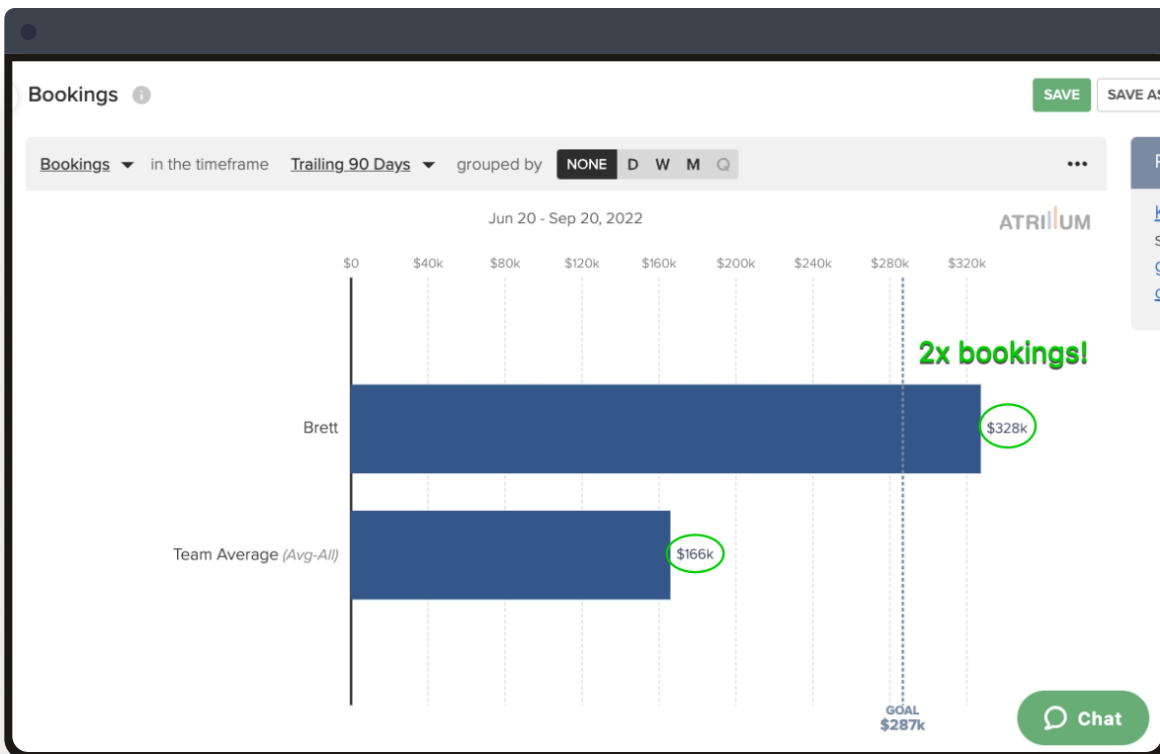 Bookings i
SAVE
SAVE AS
Bookings in the timeframe Trailing 90 Days grouped by NONE D W M Q ...
Jun 20 - Sep 20, 2022
ATRIUM
$0 $40k $80k $120k $160k $200k $240k $280k $320k
2x bookings!
Brett
$328k
Team Average (Avg-All)
$166k
GOAL
$287k
Chat